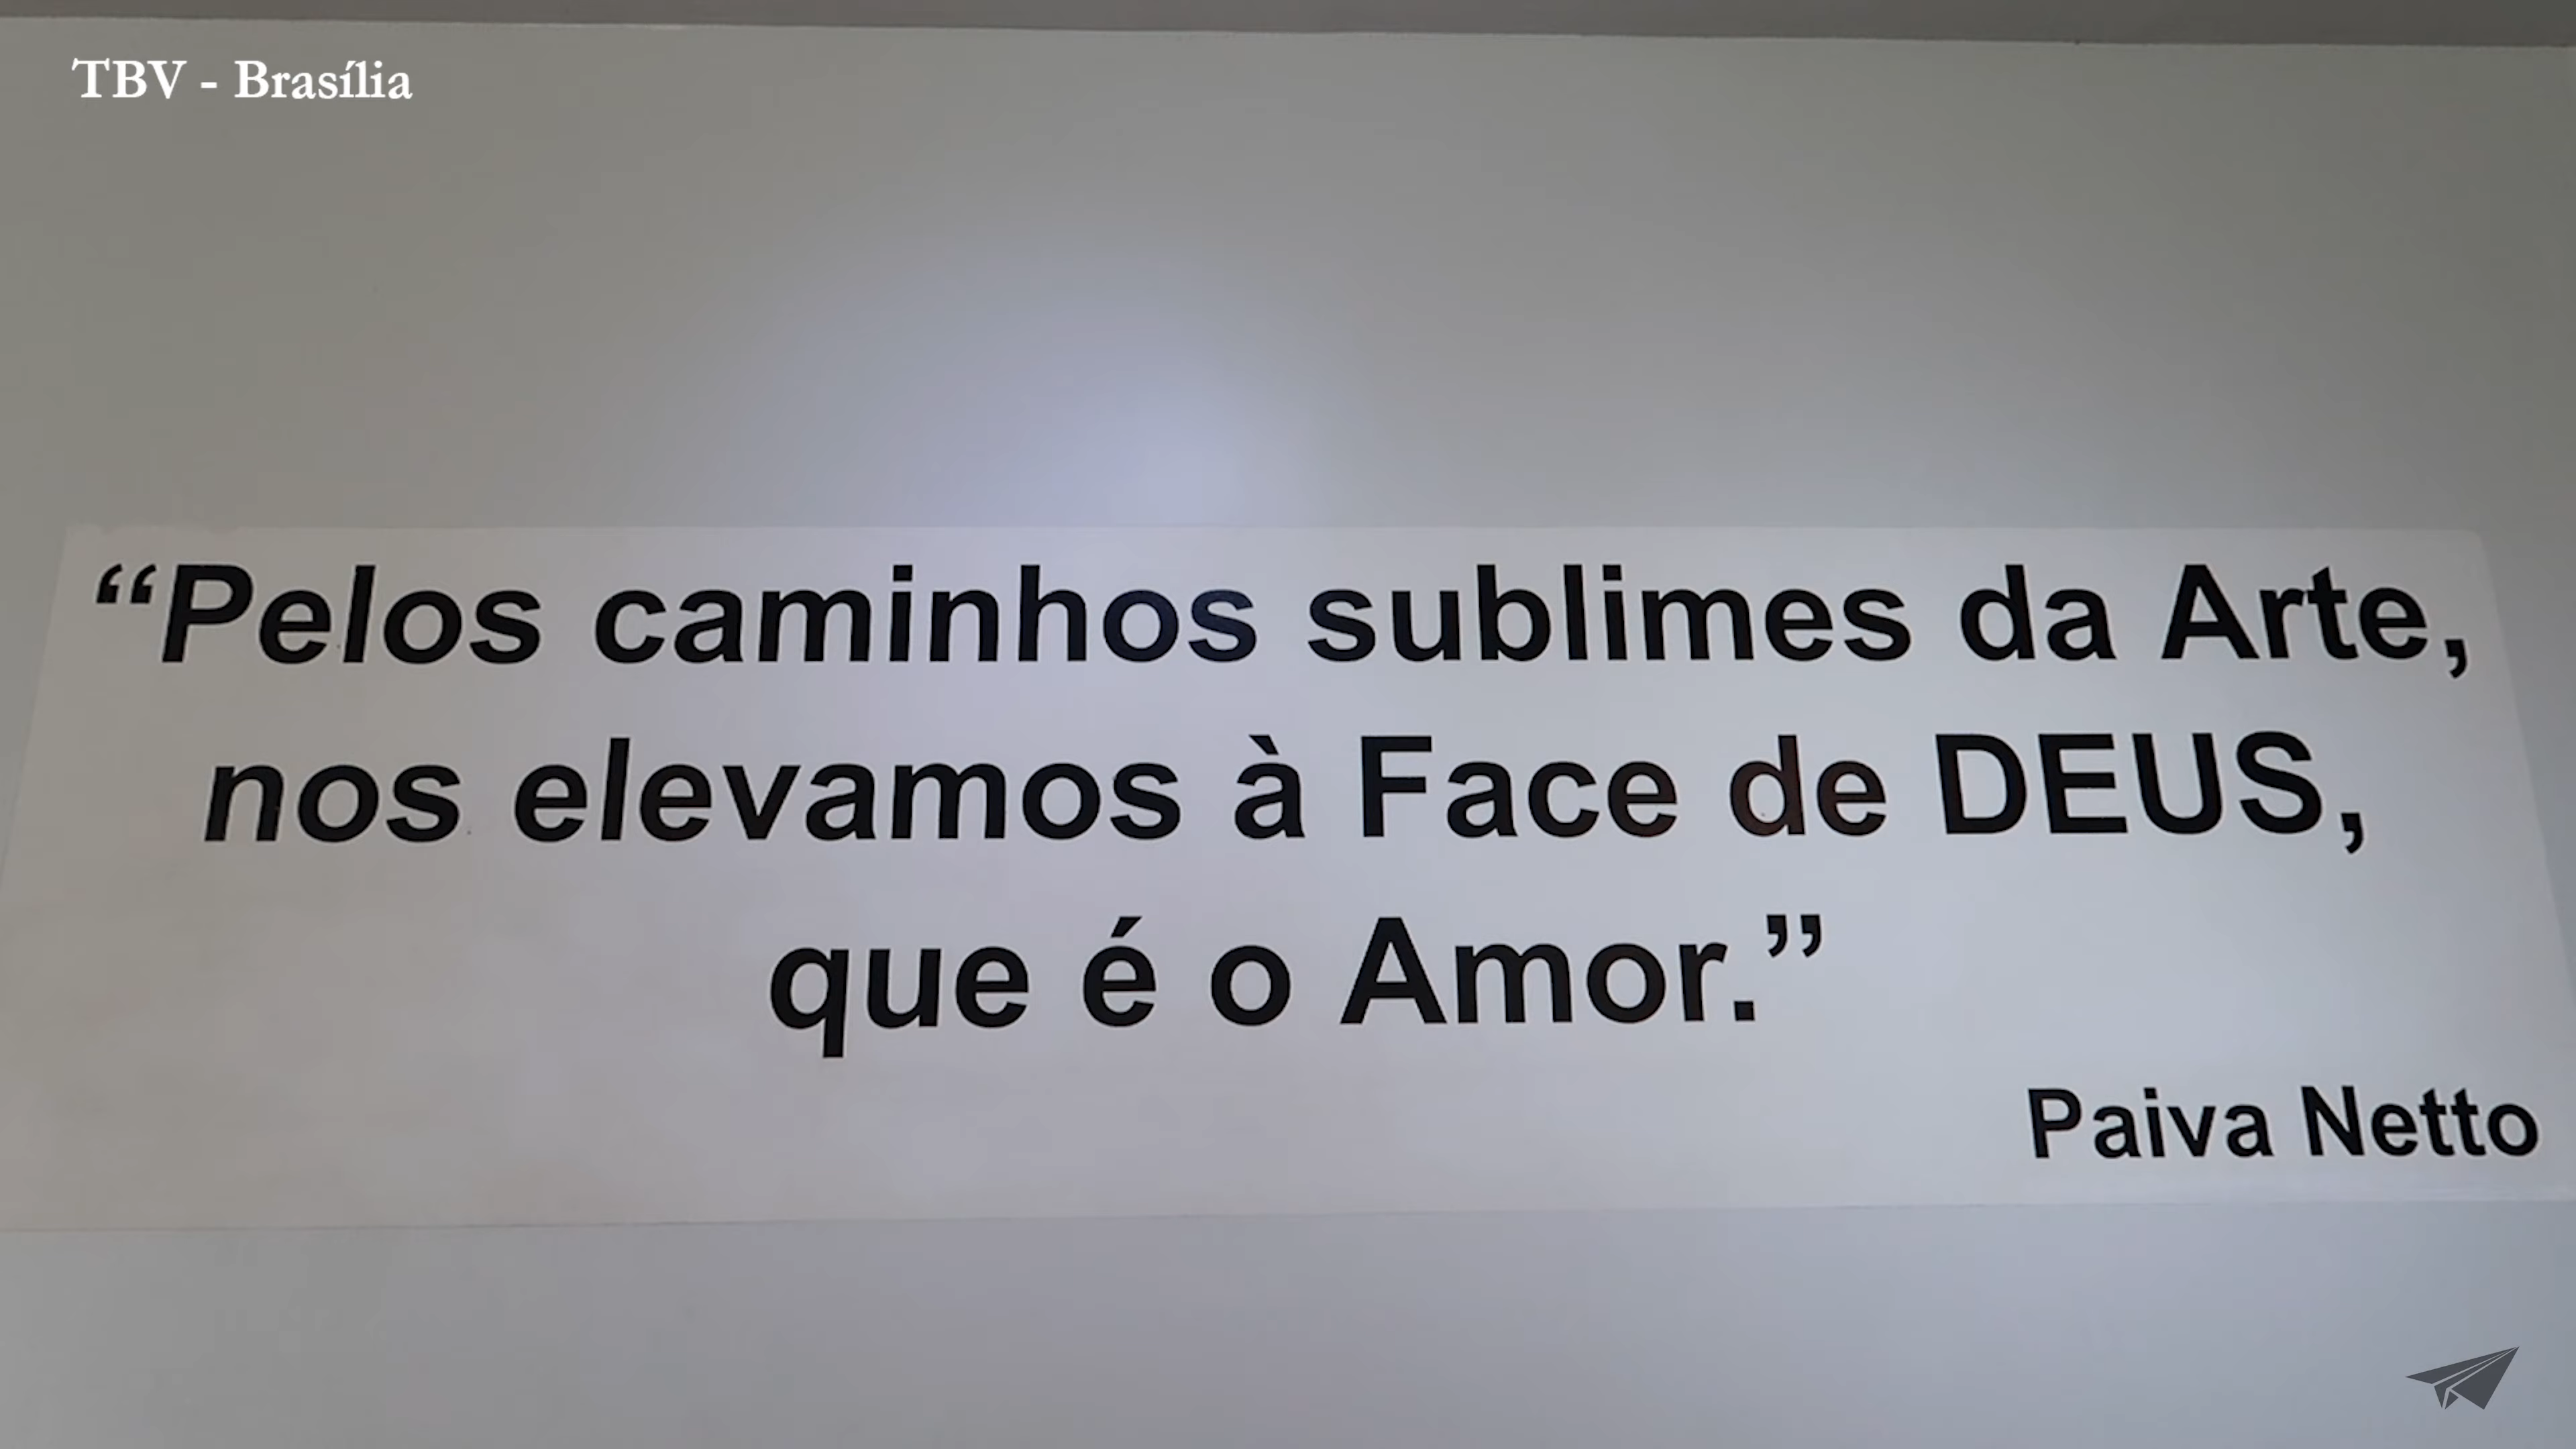 TBV - Brasília
“Pelos caminhos sublimes da Arte,
nos elevamos à Face de DEUS,
que é o Amor.”
Paiva Netto